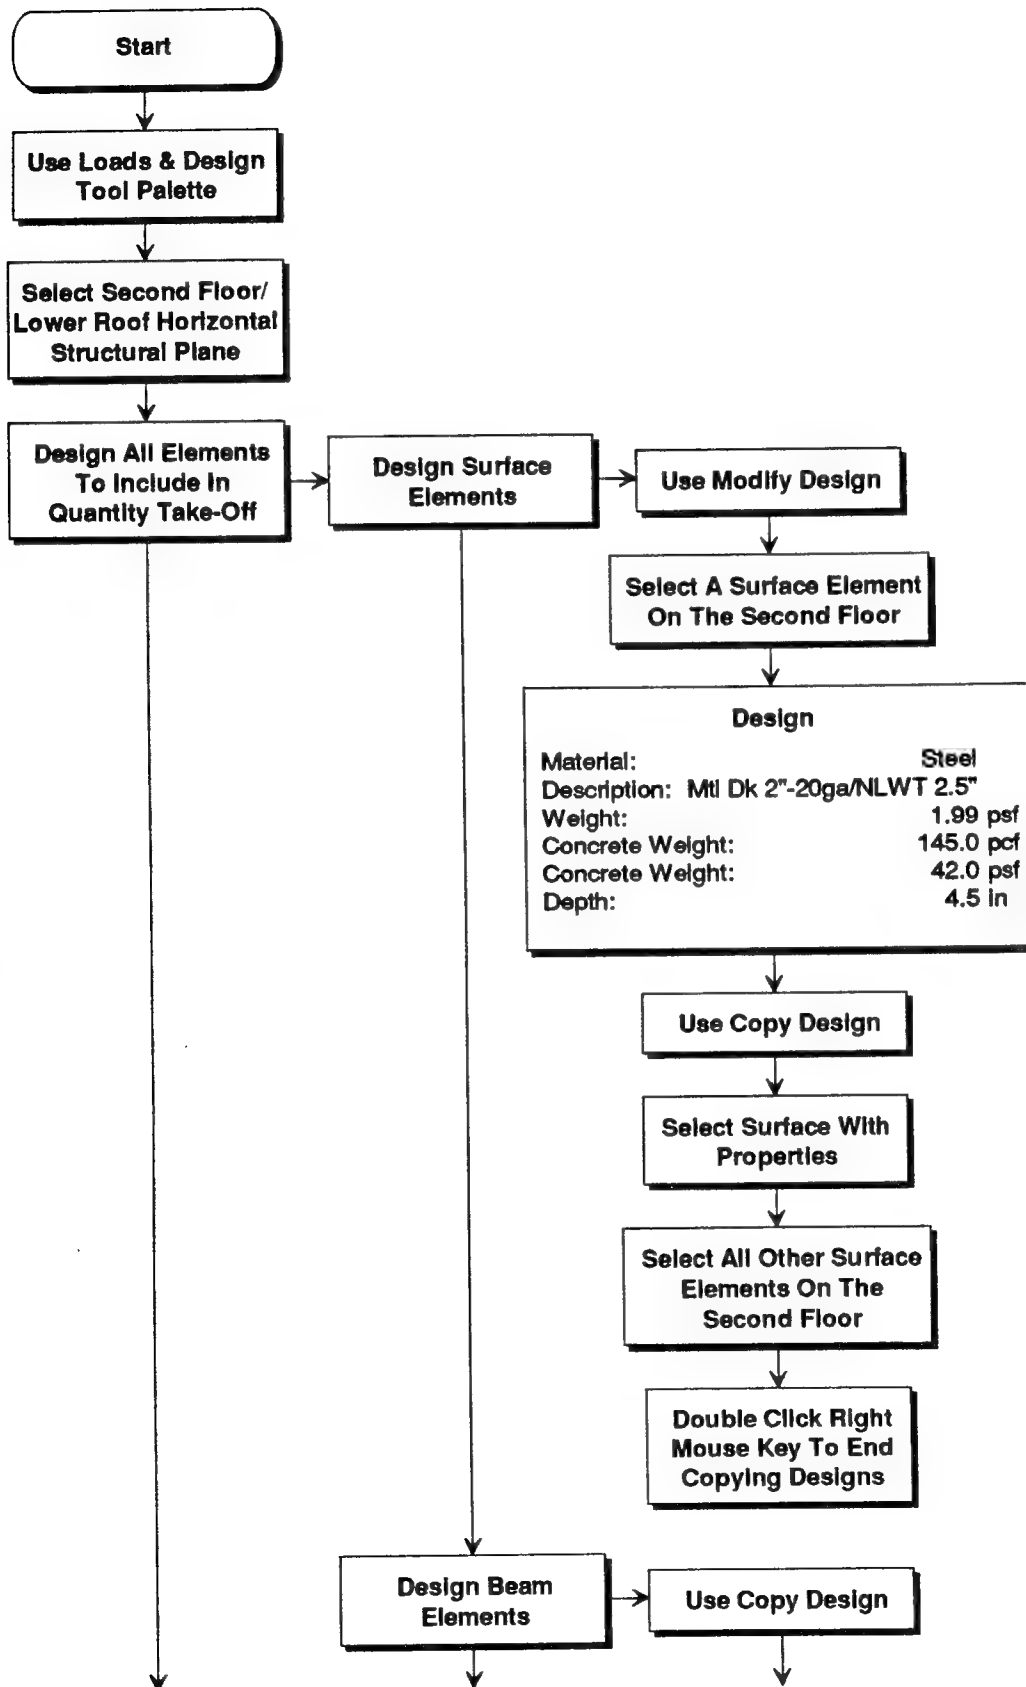 Start
Use Loads & Design
Tool Palette
Select Second Floor/
Lower Roof Horizontal
Structural Plane
Design All Elements
To Include In
Quantity Take-Off
Design Surface
Elements
Use Modify Design
Select A Surface Element
On The Second Floor
Design
Material: Steel
Description: Mtl Dk 2"-20ga/NLWT 2.5"
Weight: 1.99 psf
Concrete Weight: 145.0 pcf
Concrete Weight: 42.0 psf
Depth: 4.5 in
Use Copy Design
Select Surface With
Properties
Select All Other Surface
Elements On The
Second Floor
Double Click Right
Mouse Key To End
Copying Designs
Design Beam
Elements
Use Copy Design